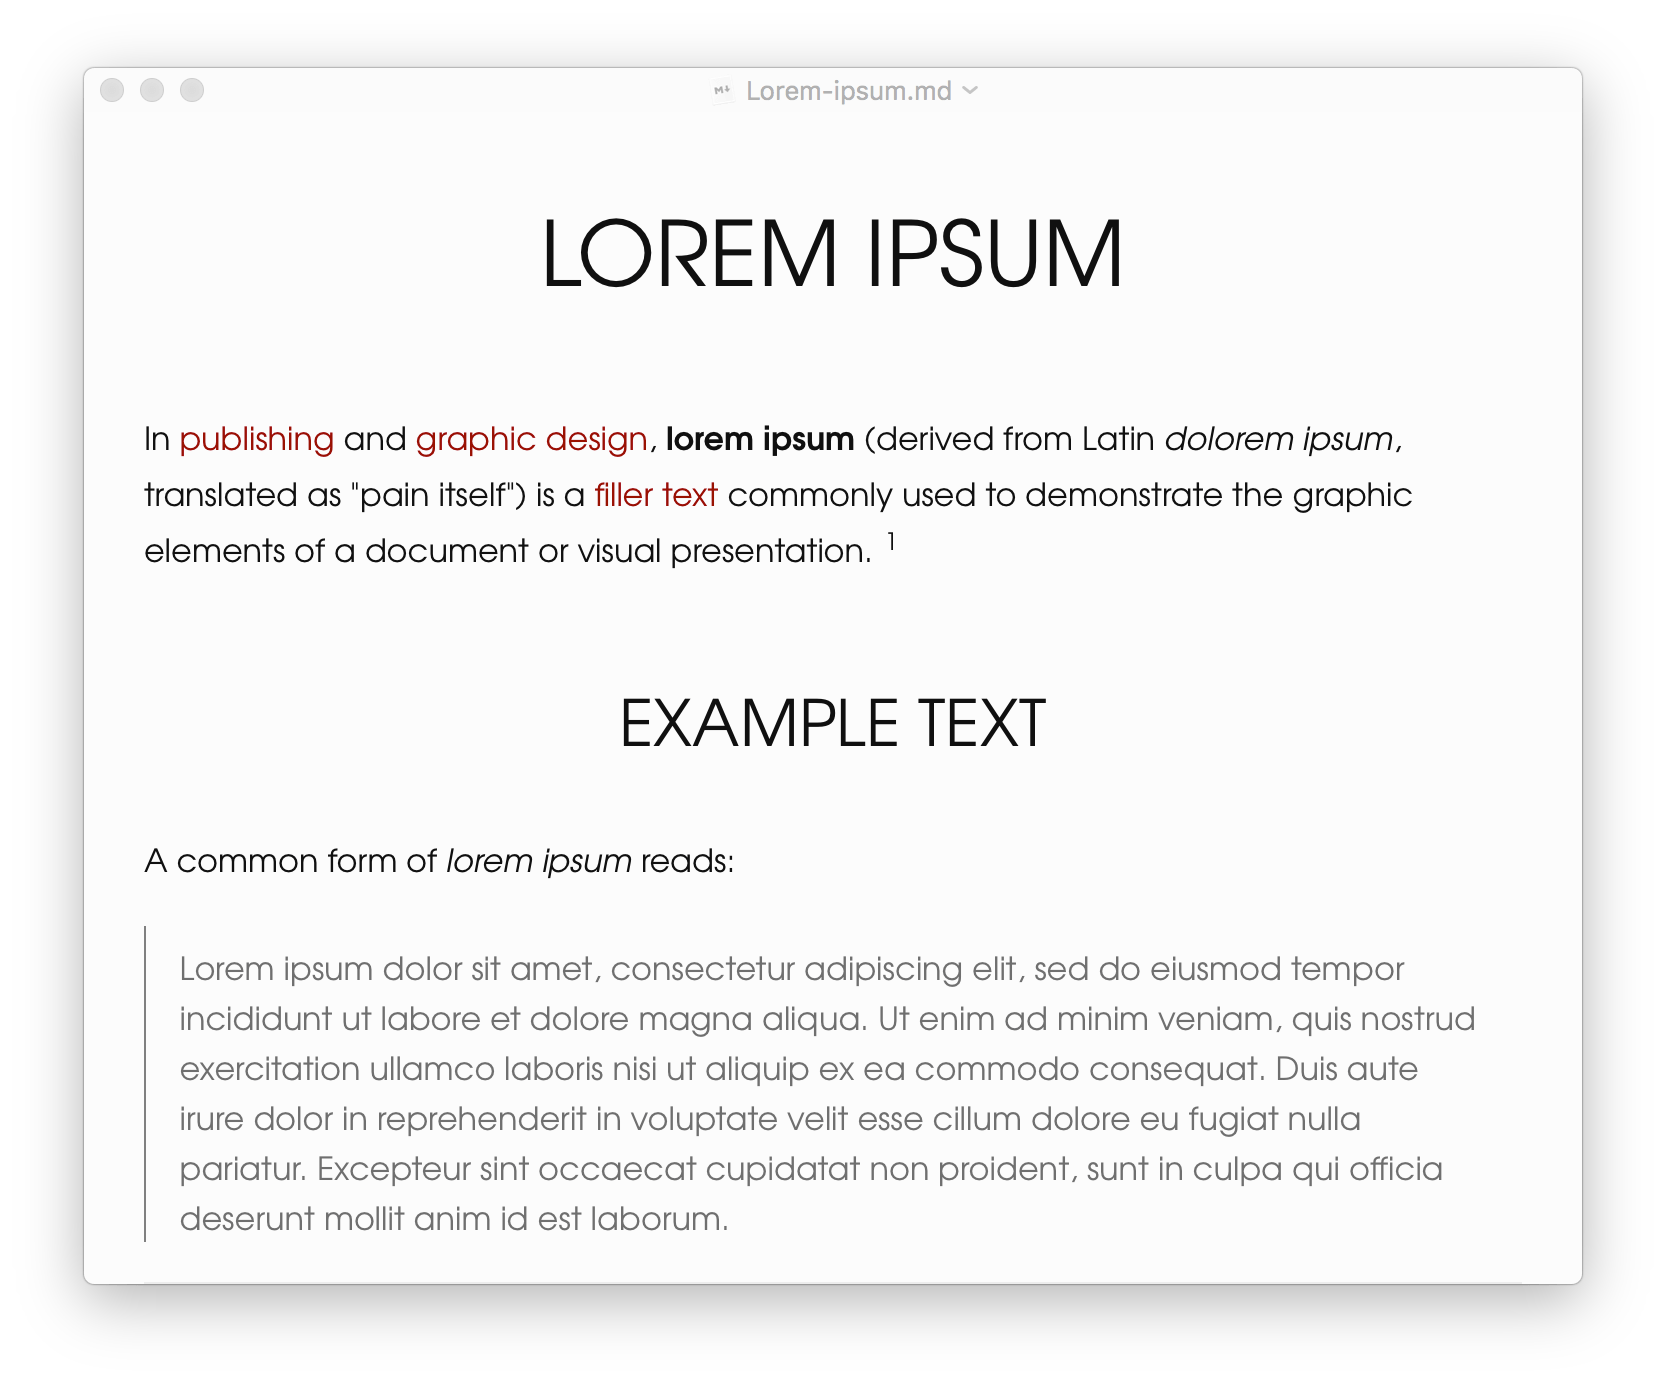 Lorem-ipsum.md
LOREM IPSUM
In publishing and graphic design, lorem ipsum (derived from Latin dolorem ipsum,
translated as "pain itself") is a filler text commonly used to demonstrate the graphic
elements of a document or visual presentation. 1
EXAMPLE TEXT
A common form of lorem ipsum reads:
Lorem ipsum dolor sit amet, consectetur adipiscing elit, sed do eiusmod tempor
incididunt ut labore et dolore magna aliqua. Ut enim ad minim veniam, quis nostrud
exercitation ullamco laboris nisi ut aliquip ex ea commodo consequat. Duis aute
irure dolor in reprehenderit in voluptate velit esse cillum dolore eu fugiat nulla
pariatur. Excepteur sint occaecat cupidatat non proident, sunt in culpa qui officia
deserunt mollit anim id est laborum.